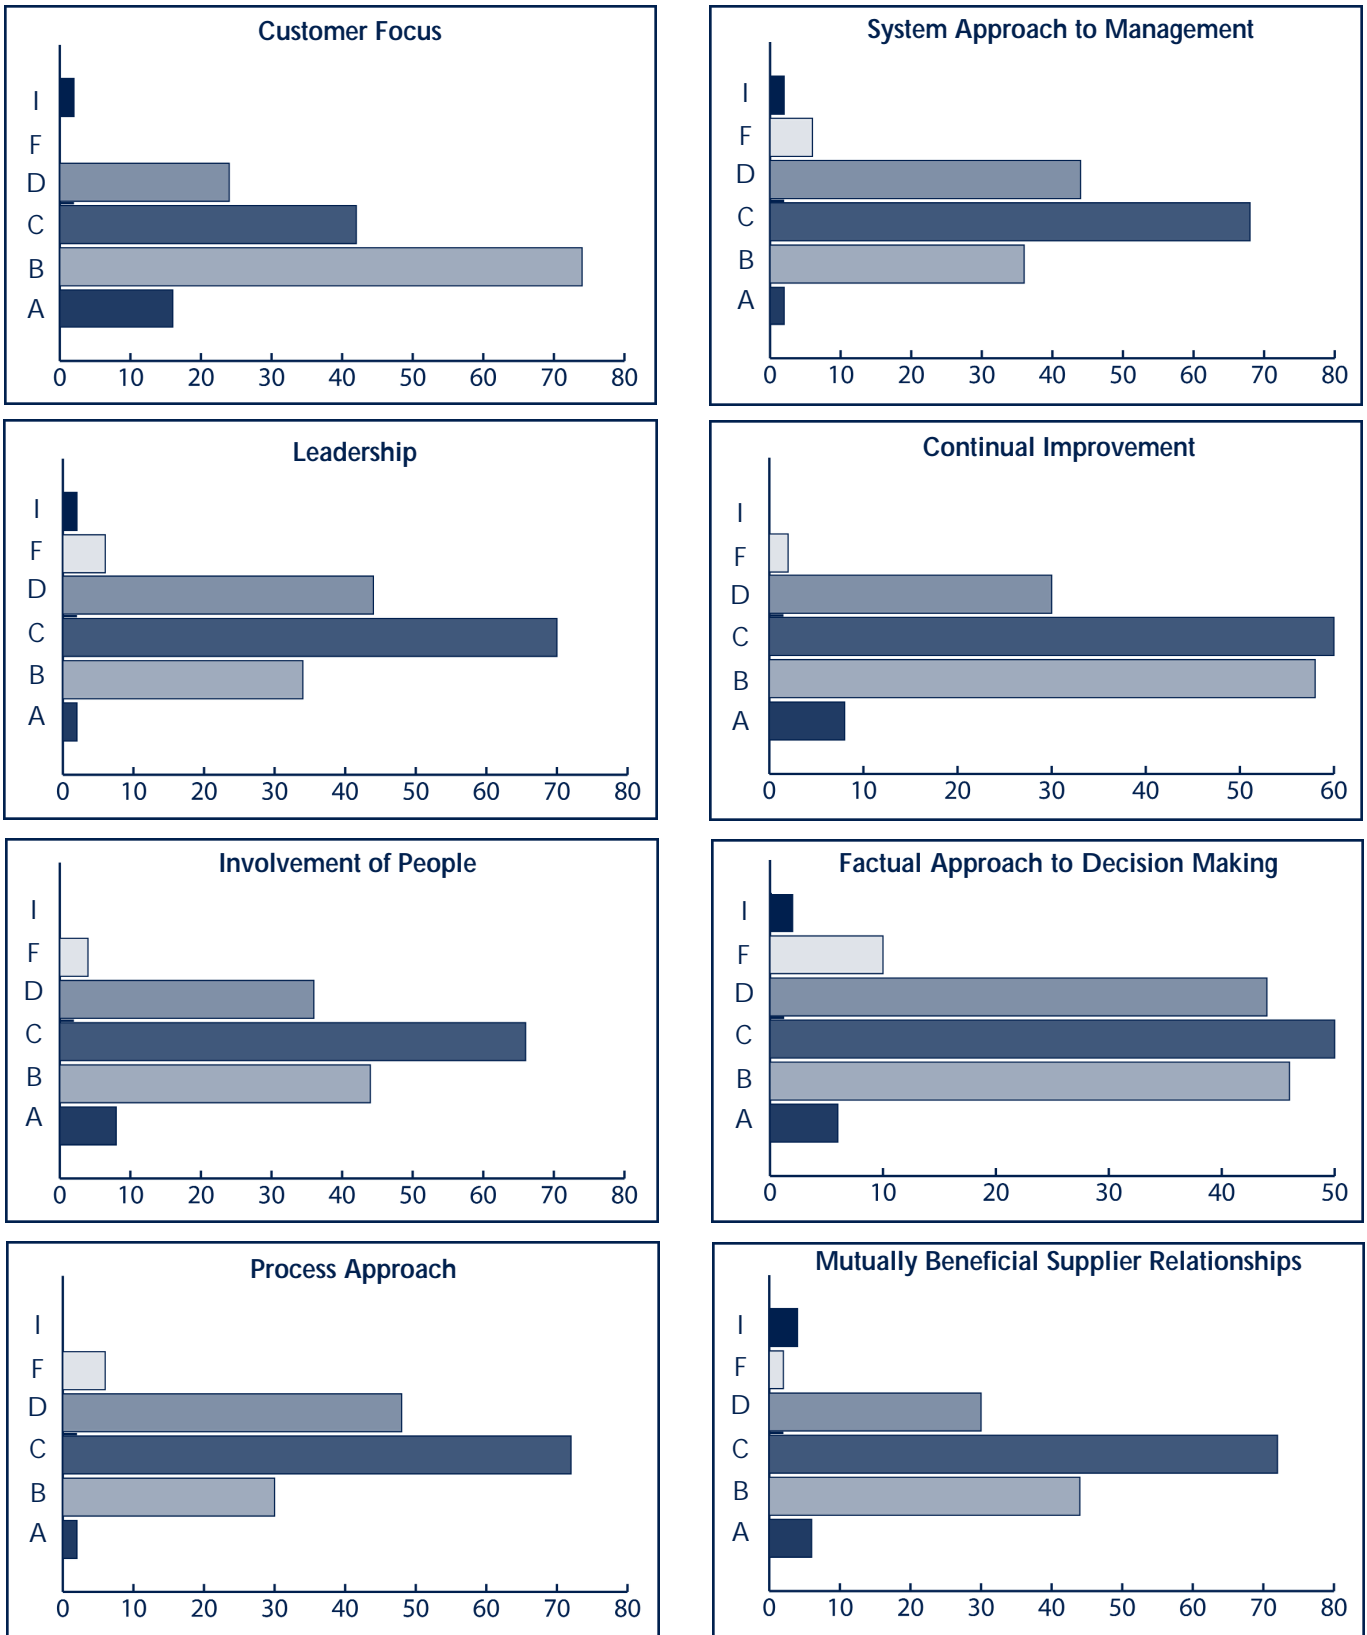 Customer Focus
I
F
D
C
B
A
0 10 20 30 40 50 60 70 80
System Approach to Management
I
F
D
C
B
A
0 10 20 30 40 50 60 70 80
Leadership
I
F
D
C
B
A
0 10 20 30 40 50 60 70 80
Continual Improvement
I
F
D
C
B
A
0 10 20 30 40 50 60
Involvement of People
I
F
D
C
B
A
0 10 20 30 40 50 60 70 80
Factual Approach to Decision Making
I
F
D
C
B
A
0 10 20 30 40 50
Process Approach
I
F
D
C
B
A
0 10 20 30 40 50 60 70 80
Mutually Beneficial Supplier Relationships
I
F
D
C
B
A
0 10 20 30 40 50 60 70 80